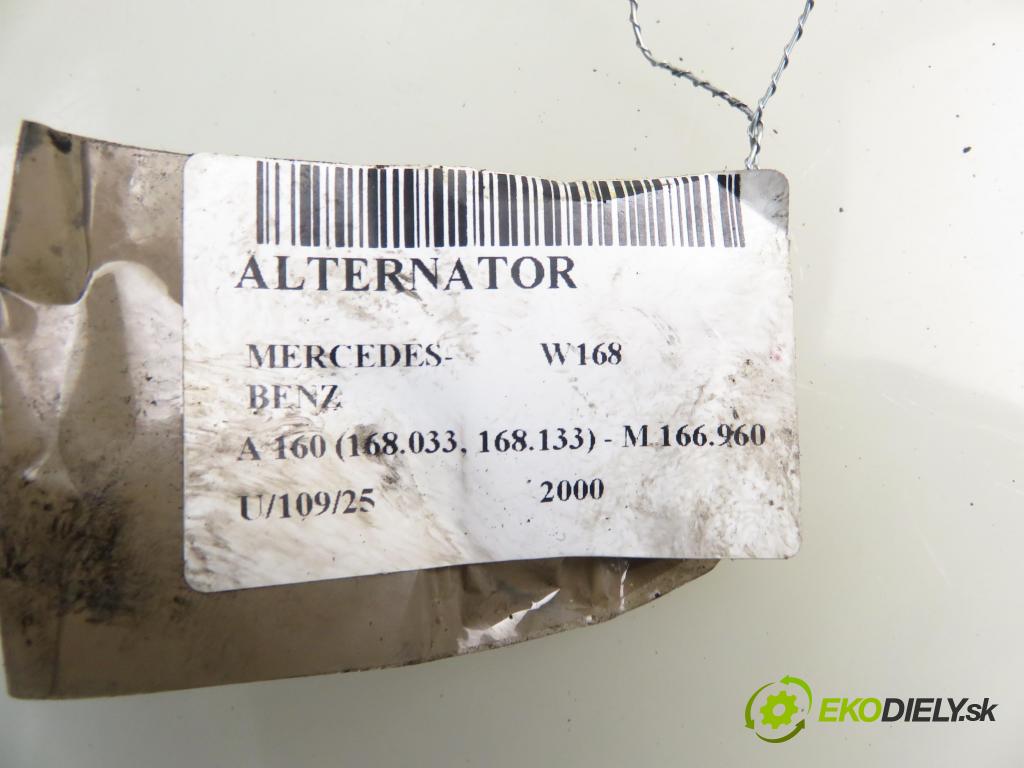 ALTERNATOR
MERCEDES- W168
BENZ
A 160 (168.033, 168.133) - M 166.960
U/109/25 2000
EKODIELY.sk